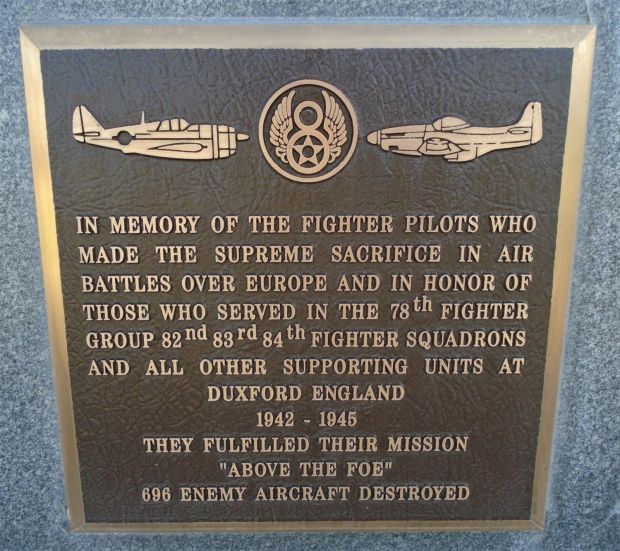 8
IN MEMORY OF THE FIGHTER PILOTS WHO
MADE THE SUPREME SACRIFICE IN AIR
BATTLES OVER EUROPE AND IN HONOR OF
THOSE WHO SERVED IN THE 78th FIGHTER
GROUP 82nd 83rd 84th FIGHTER SQUADRONS
AND ALL OTHER SUPPORTING UNITS AT
DUXFORD ENGLAND
1942 - 1945
THEY FULFILLED THEIR MISSION
"ABOVE THE FOE"
696 ENEMY AIRCRAFT DESTROYED